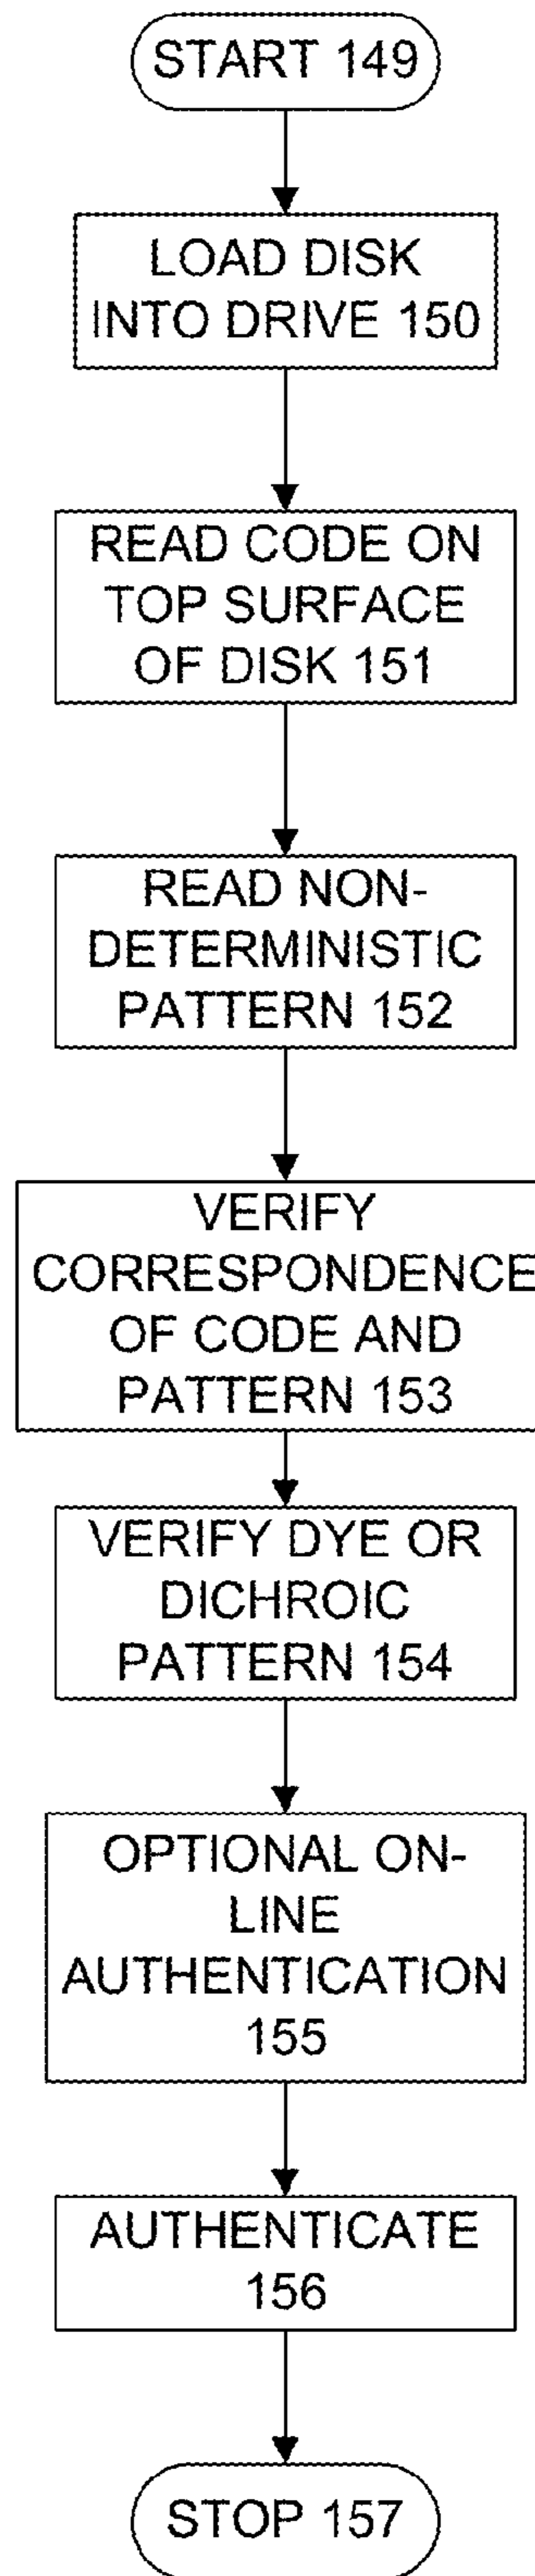 START 149
LOAD DISK
INTO DRIVE 150
READ CODE ON
TOP SURFACE
OF DISK 151
READ NON-
DETERMINISTIC
PATTERN 152
VERIFY
CORRESPONDENCE
OF CODE AND
PATTERN 153
VERIFY DYE OR
DICHROIC
PATTERN 154
OPTIONAL ON-
LINE
AUTHENTICATION
155
AUTHENTICATE
156
STOP 157